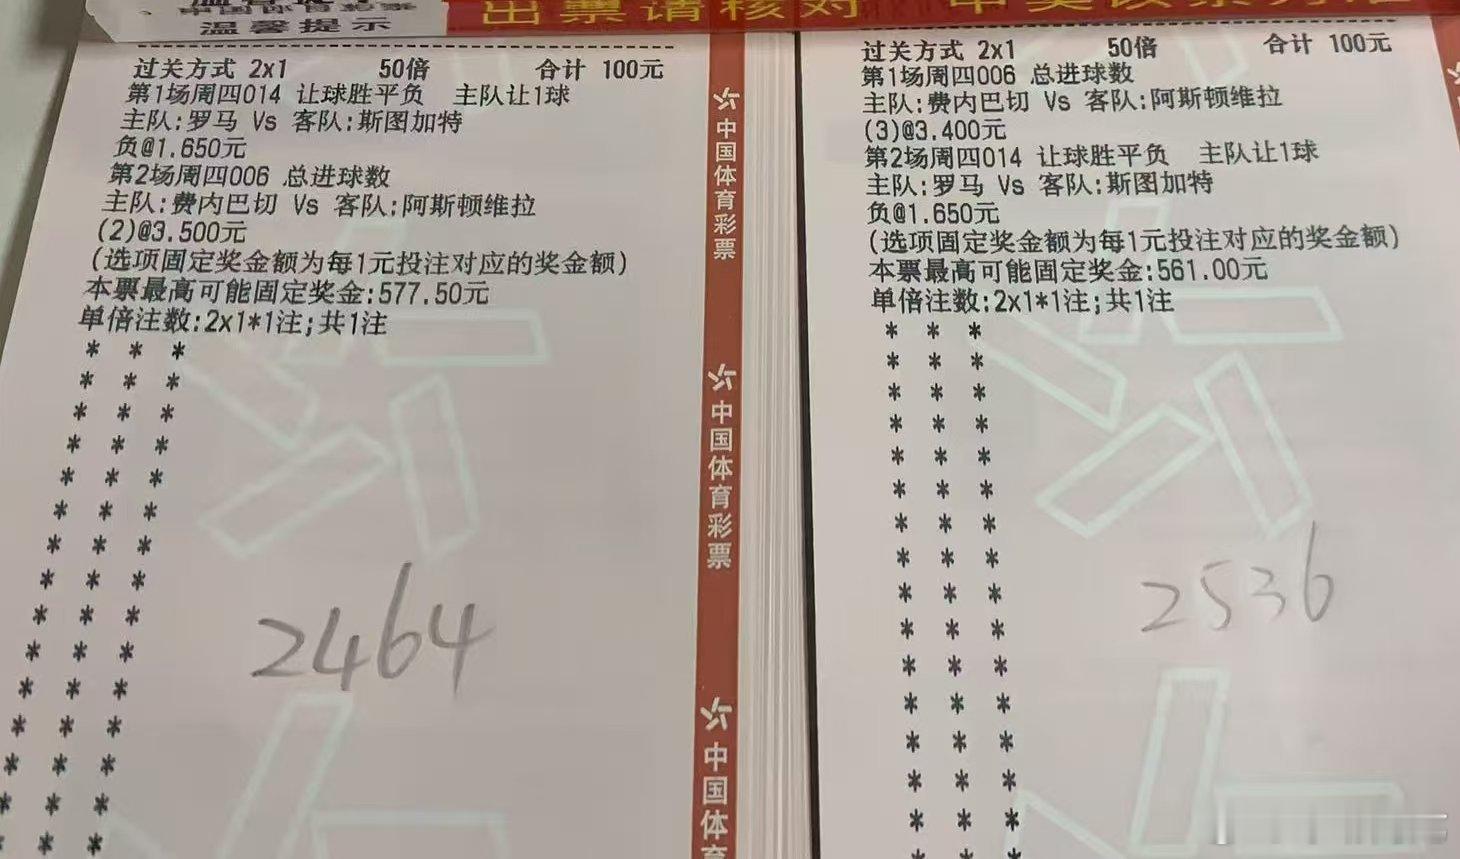 中国体育彩票
温馨提示
出票请核对
过关方式 2x1 50倍 合计 100元
第1场周四014 让球胜平负 主队让1球
主队:罗马 Vs 客队:斯图加特
负@1.650元
第2场周四006 总进球数
主队:费内巴切 Vs 客队:阿斯顿维拉
(2)@3.500元
(选项固定奖金额为每1元投注对应的奖金额)
本票最高可能固定奖金:577.50元
单倍注数:2x1*1注;共1注
2464
中国体育彩票
中国体育彩票
中国体育
过关方式 2x1 50倍 合计 100元
第1场周四006 总进球数
主队:费内巴切 Vs 客队:阿斯顿维拉
(3)@3.400元
第2场周四014 让球胜平负 主队让1球
主队:罗马 Vs 客队:斯图加特
负@1.650元
(选项固定奖金额为每1元投注对应的奖金额)
本票最高可能固定奖金:561.00元
单倍注数:2x1*1注;共1注
2536